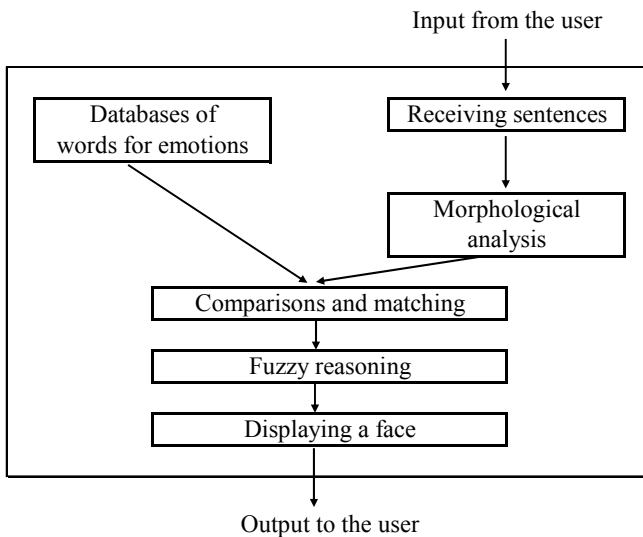 Input from the user
Databases of
words for emotions
Receiving sentences
Morphological
analysis
Comparisons and matching
Fuzzy reasoning
Displaying a face
Output to the user